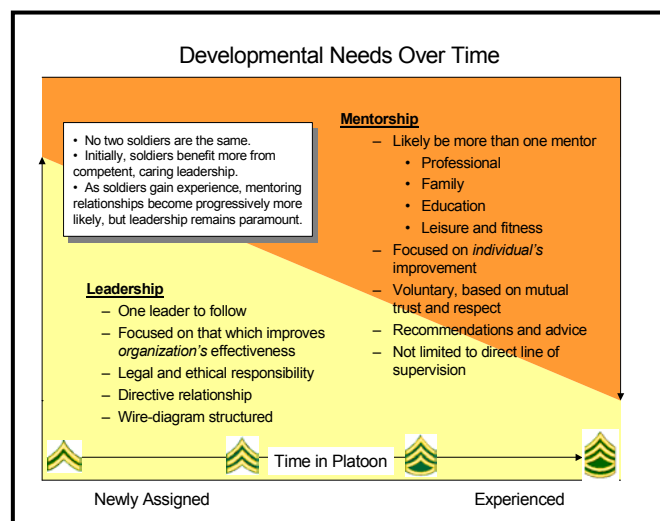 Developmental Needs Over Time
• No two soldiers are the same.
• Initially, soldiers benefit more from
competent, caring leadership.
• As soldiers gain experience, mentoring
relationships become progressively more
likely, but leadership remains paramount.
Mentorship
– Likely be more than one mentor
• Professional
• Family
• Education
• Leisure and fitness
– Focused on individual's
improvement
– Voluntary, based on mutual
trust and respect
– Recommendations and advice
– Not limited to direct line of
supervision
Leadership
– One leader to follow
– Focused on that which improves
organization's effectiveness
– Legal and ethical responsibility
– Directive relationship
– Wire-diagram structured
Time in Platoon
Newly Assigned
Experienced